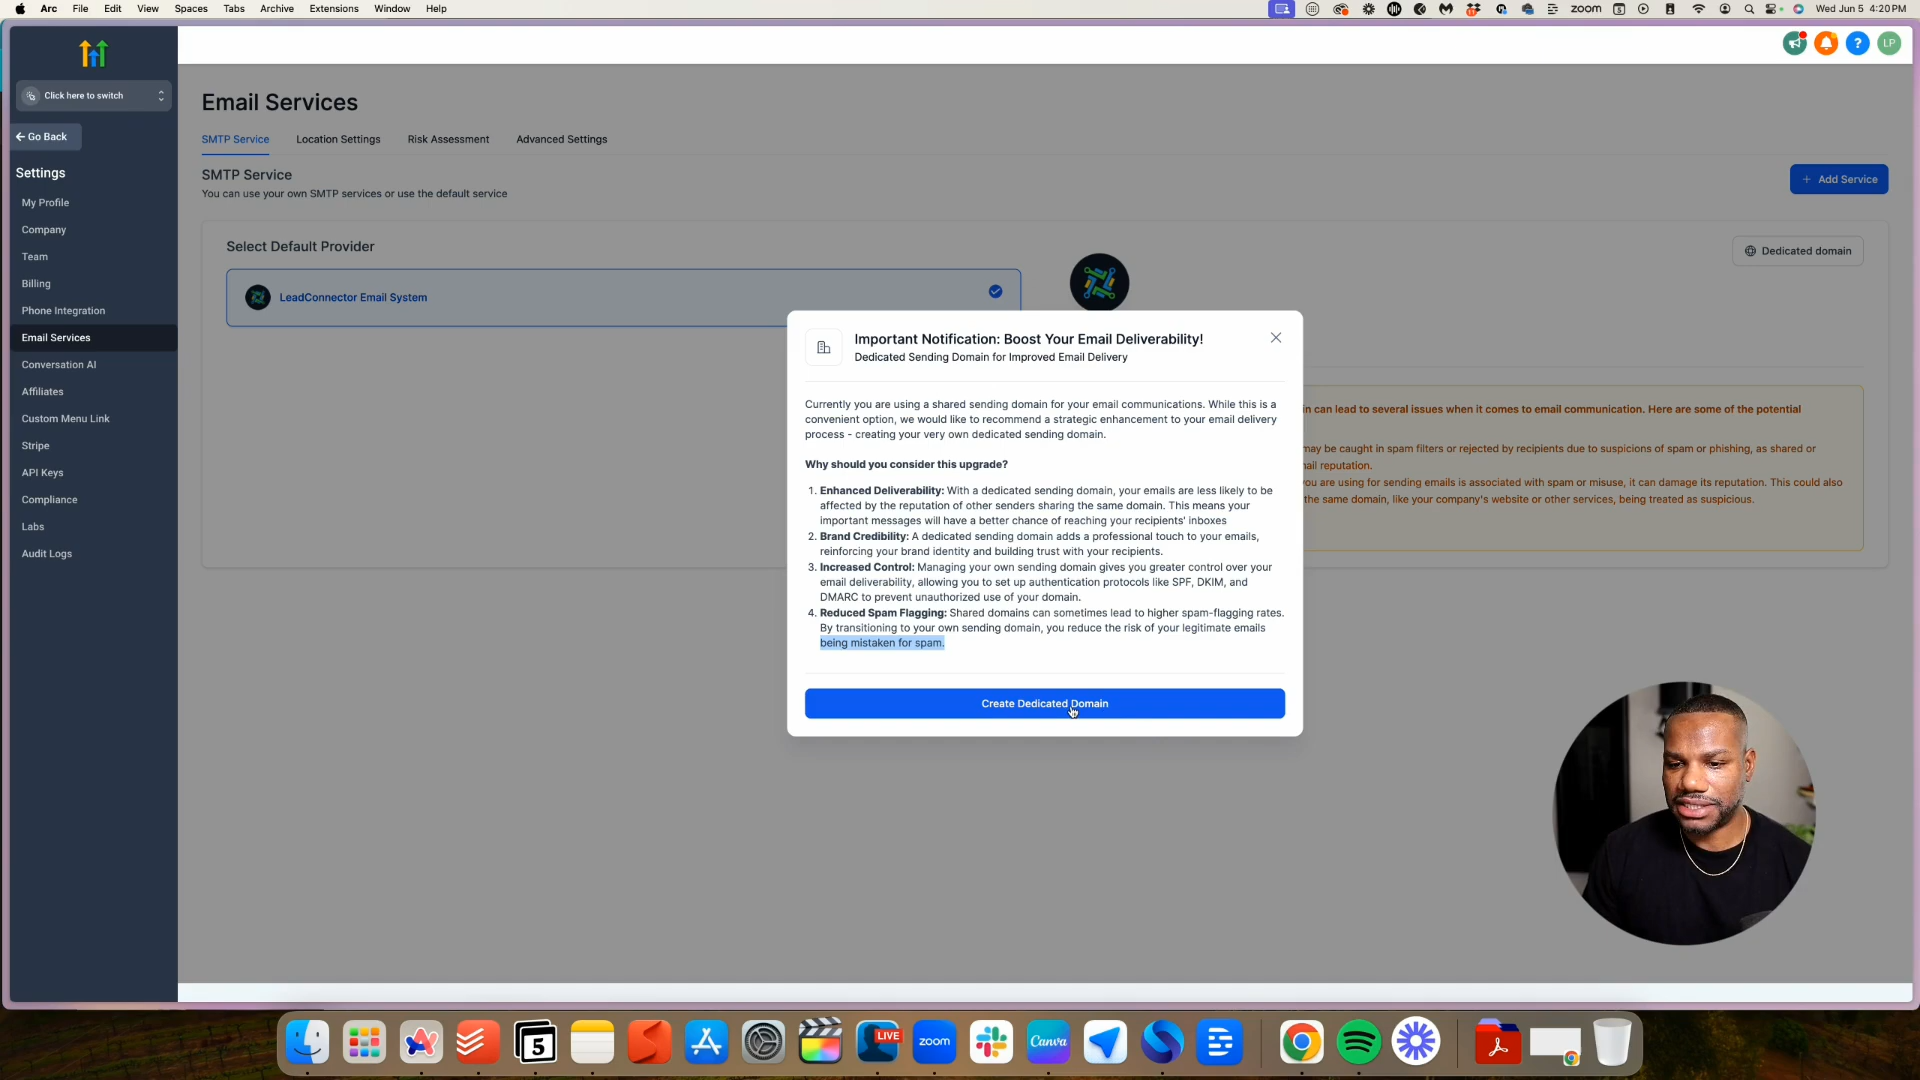 Arc File Edit View Spaces Tabs Archive Extensions Window Help
zoom
Wed Jun 5 4:20 PM
Click here to switch
Go Back
Settings
My Profile
Company
Team
Billing
Phone Integration
Email Services
Conversation AI
Affiliates
Custom Menu Link
Stripe
API Keys
Compliance
Labs
Audit Logs
?
LP
Email Services
SMTP Service Location Settings Risk Assessment Advanced Settings
SMTP Service
You can use your own SMTP services or use the default service
+ Add Service
Select Default Provider
Dedicated domain
LeadConnector Email System
Important Notification: Boost Your Email Deliverability!
Dedicated Sending Domain for Improved Email Delivery
Currently you are using a shared sending domain for your email communications. While this is a
convenient option, we would like to recommend a strategic enhancement to your email delivery
process - creating your very own dedicated sending domain.
Why should you consider this upgrade?
1. Enhanced Deliverability: With a dedicated sending domain, your emails are less likely to be
affected by the reputation of other senders sharing the same domain. This means your
important messages will have a better chance of reaching your recipients' inboxes
2. Brand Credibility: A dedicated sending domain adds a professional touch to your emails,
reinforcing your brand identity and building trust with your recipients.
3. Increased Control: Managing your own sending domain gives you greater control over your
email deliverability, allowing you to set up authentication protocols like SPF, DKIM, and
DMARC to prevent unauthorized use of your domain.
4. Reduced Spam Flagging: Shared domains can sometimes lead to higher spam-flagging rates.
By transitioning to your own sending domain, you reduce the risk of your legitimate emails
being mistaken for spam.
Create Dedicated Domain
in can lead to several issues when it comes to email communication. Here are some of the potential
may be caught in spam filters or rejected by recipients due to suspicions of spam or phishing, as shared or
ail reputation.
ou are using for sending emails is associated with spam or misuse, it can damage its reputation. This could also
the same domain, like your company's website or other services, being treated as suspicious.
5
LIVE
zoom
Canva